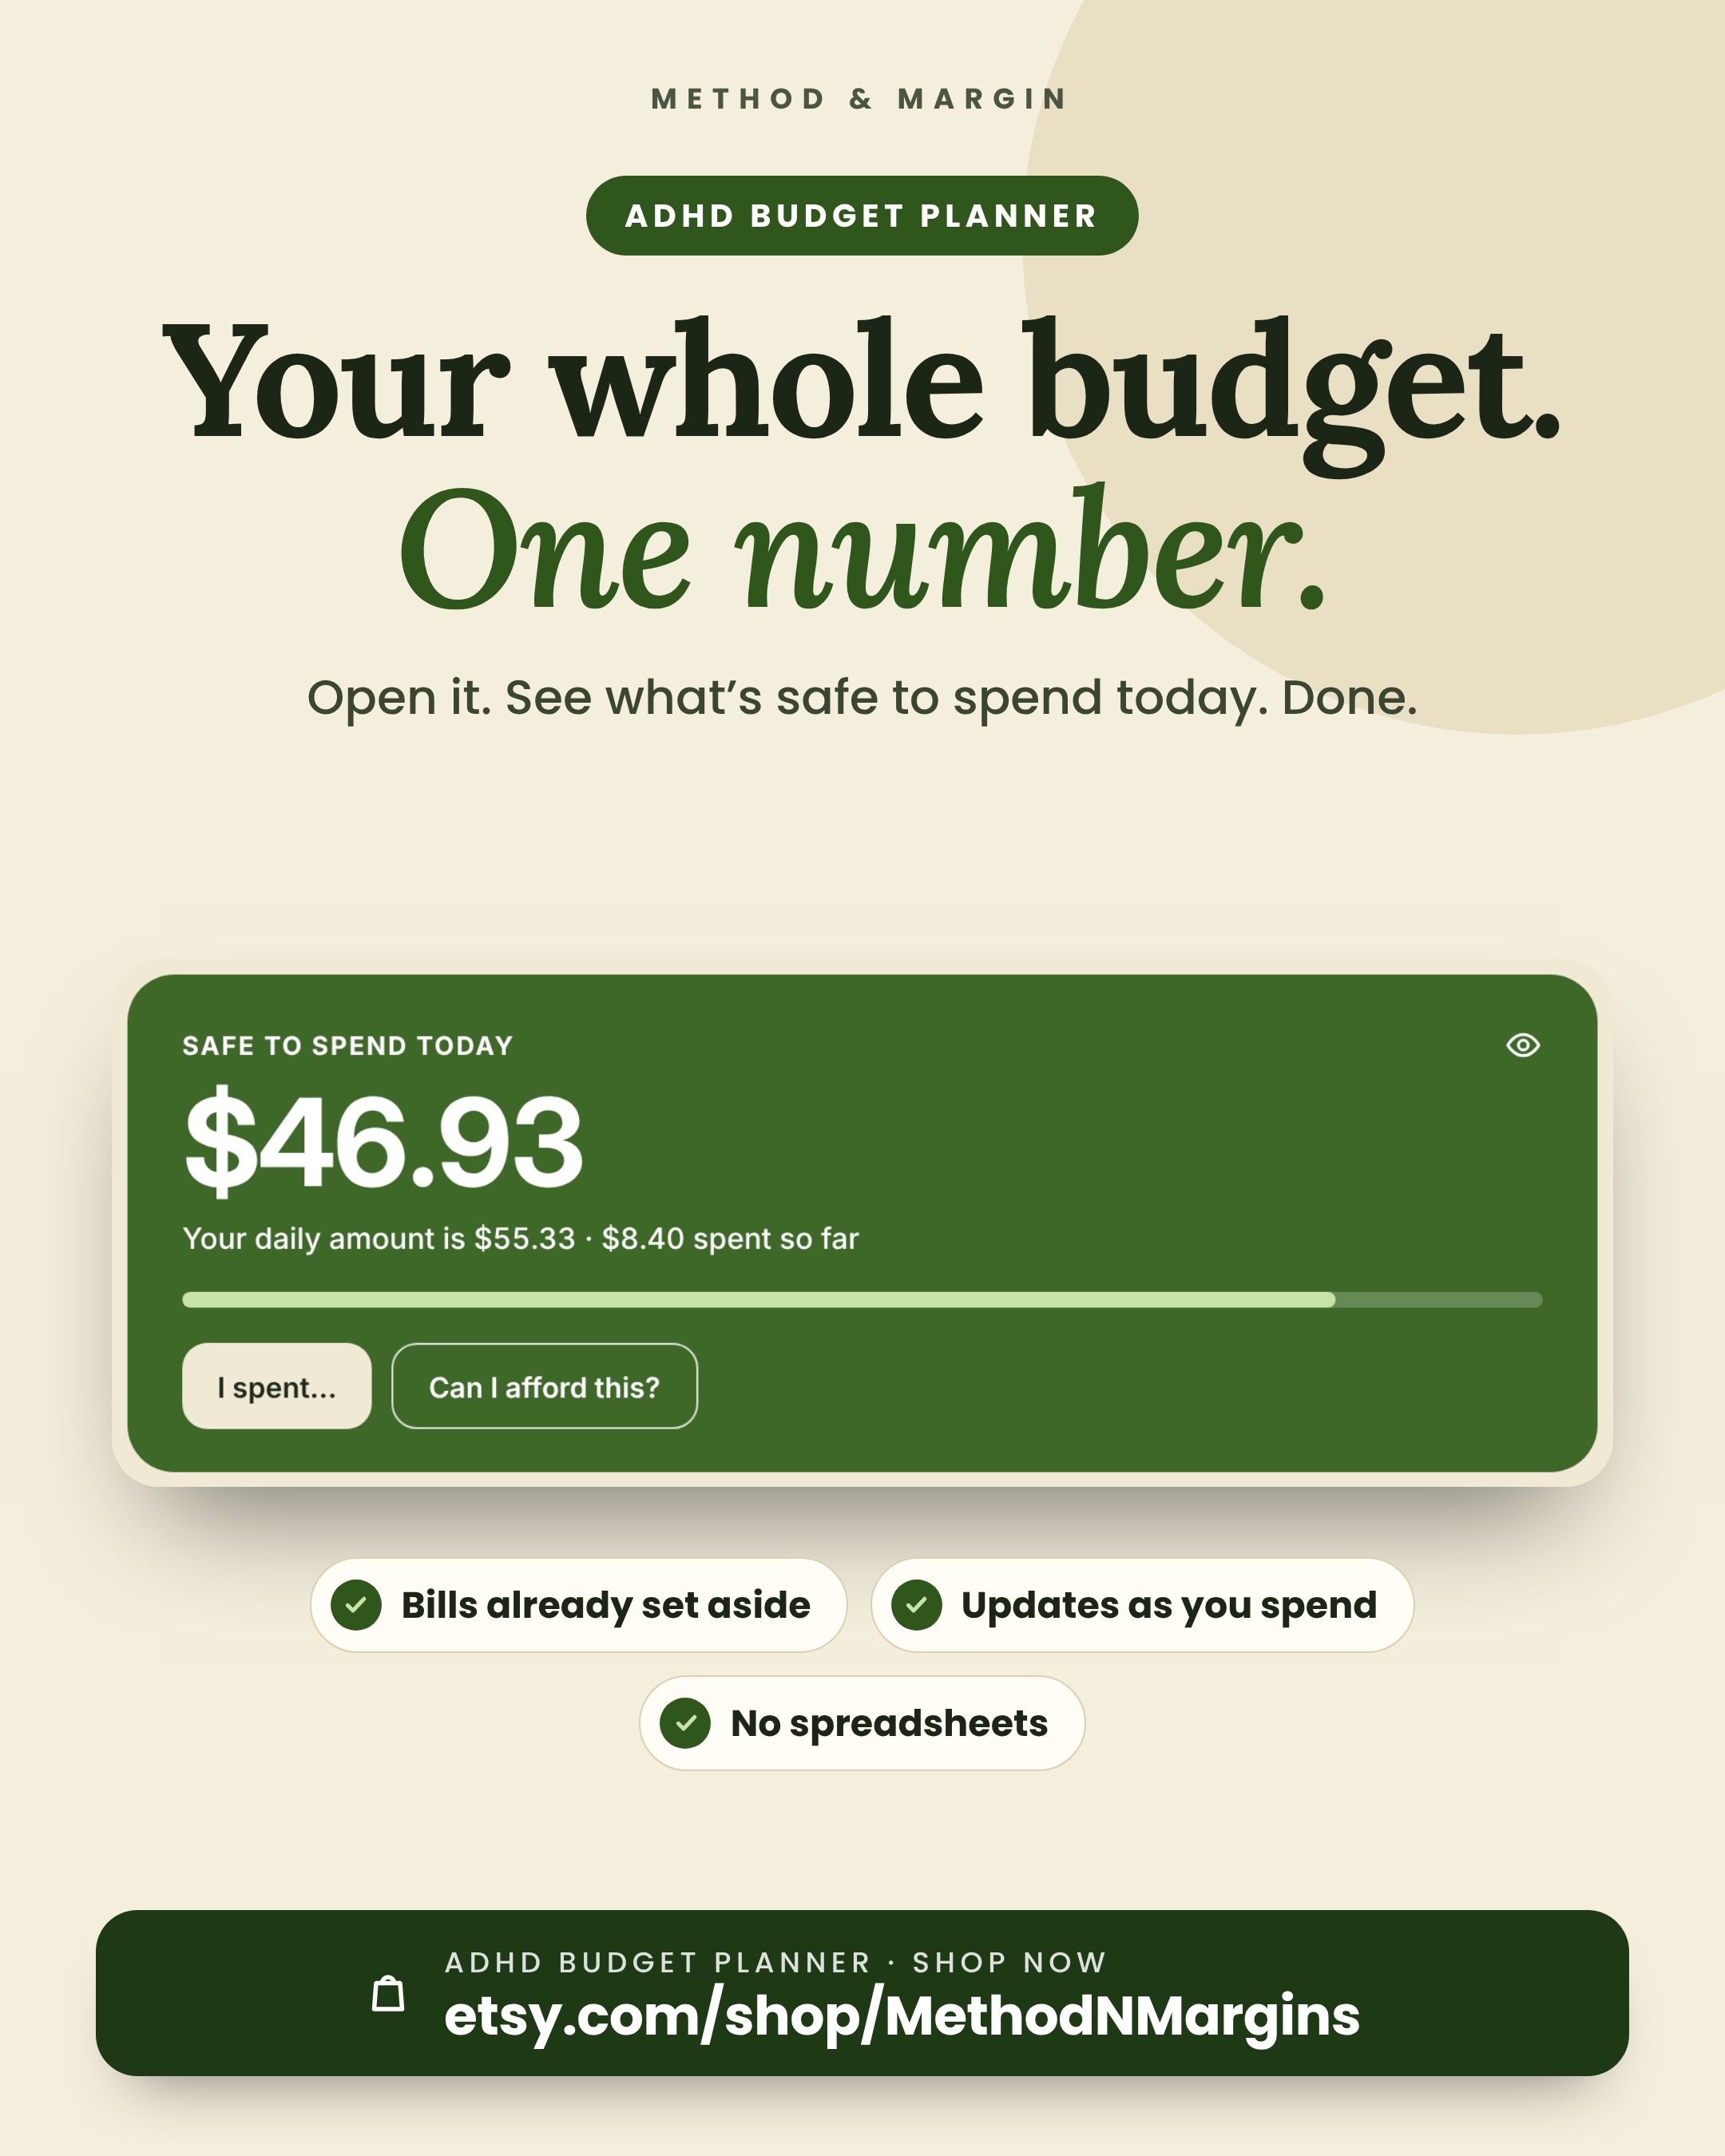 METHOD & MARGIN
ADHD BUDGET PLANNER
Your whole budget.
One number.
Open it. See what’s safe to spend today. Done.
SAFE TO SPEND TODAY
$46.93
Your daily amount is $55.33 · $8.40 spent so far
I spent...
Can I afford this?
Bills already set aside
Updates as you spend
No spreadsheets
ADHD BUDGET PLANNER · SHOP NOW
etsy.com/shop/MethodNMargins